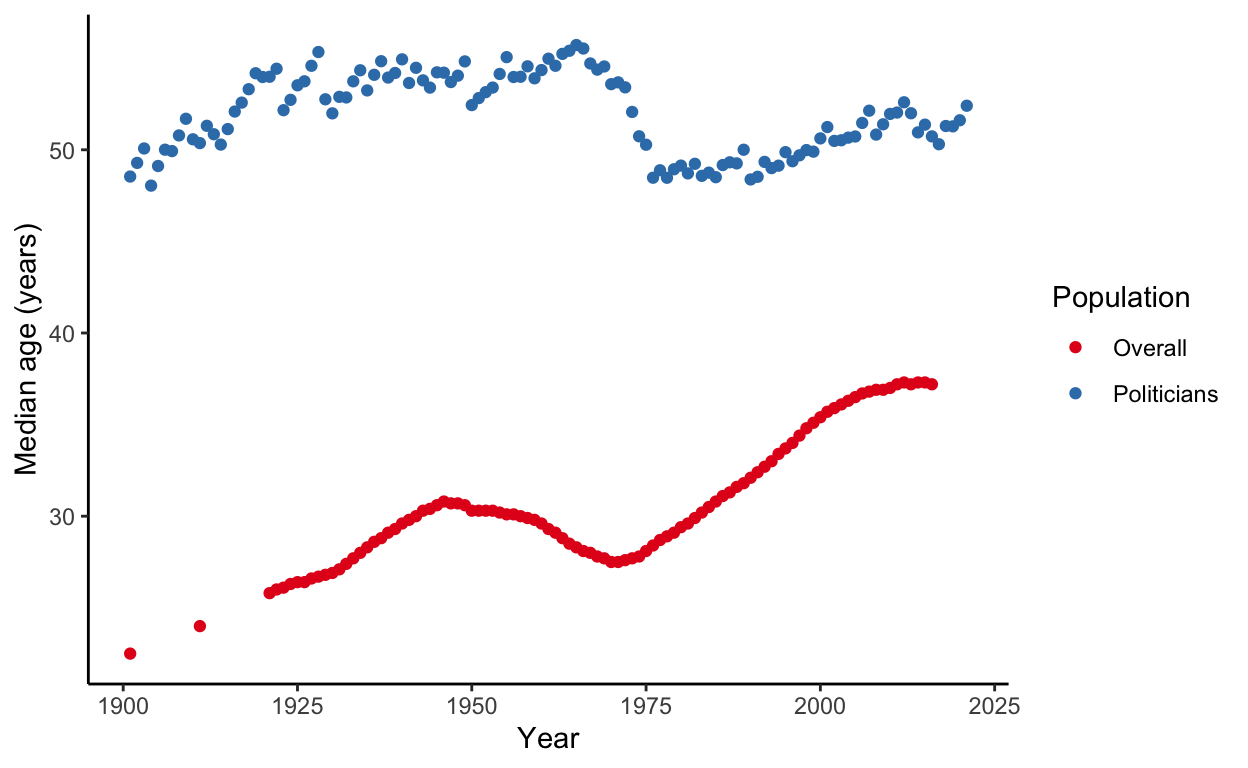 Median age (years)
50
40
30
1900
1925
1950
1975
2000
2025
Year
Population
Overall
Politicians